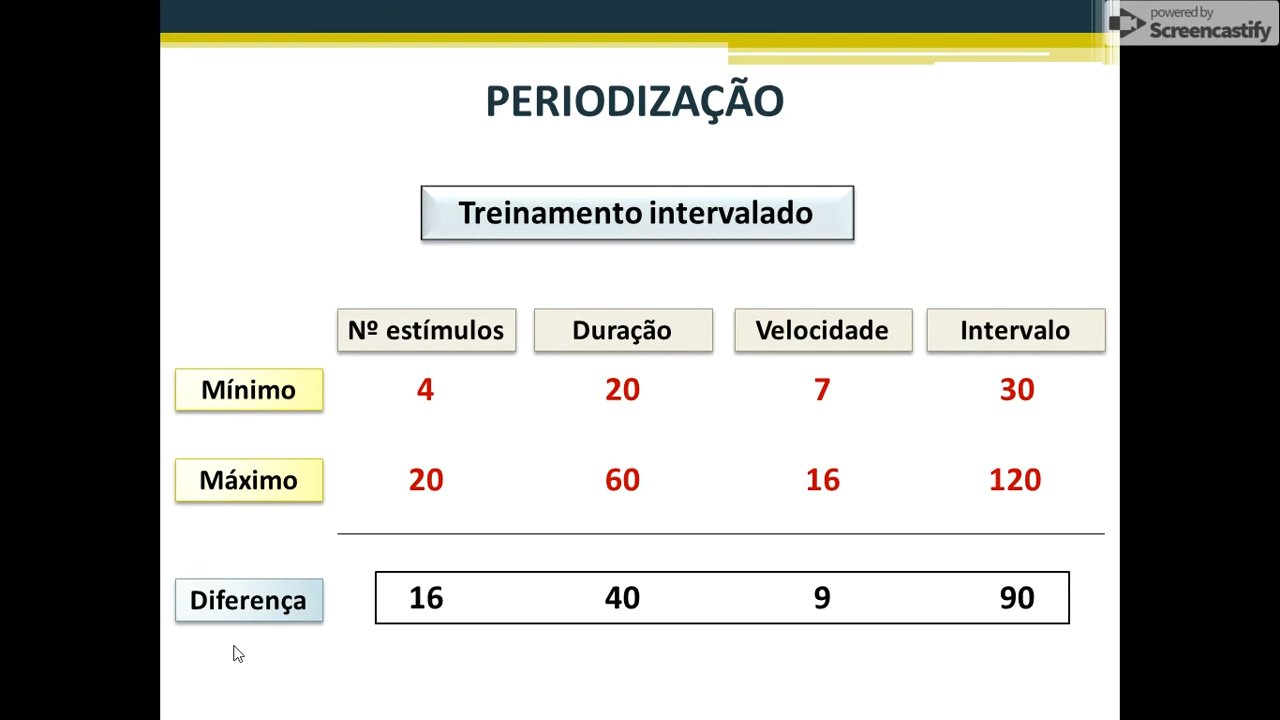 powered by
Screencastify
PERIODIZAÇÃO
Treinamento intervalado
Nº estímulos Duração Velocidade Intervalo
Mínimo 4 20 7 30
Máximo 20 60 16 120
Diferença 16 40 9 90